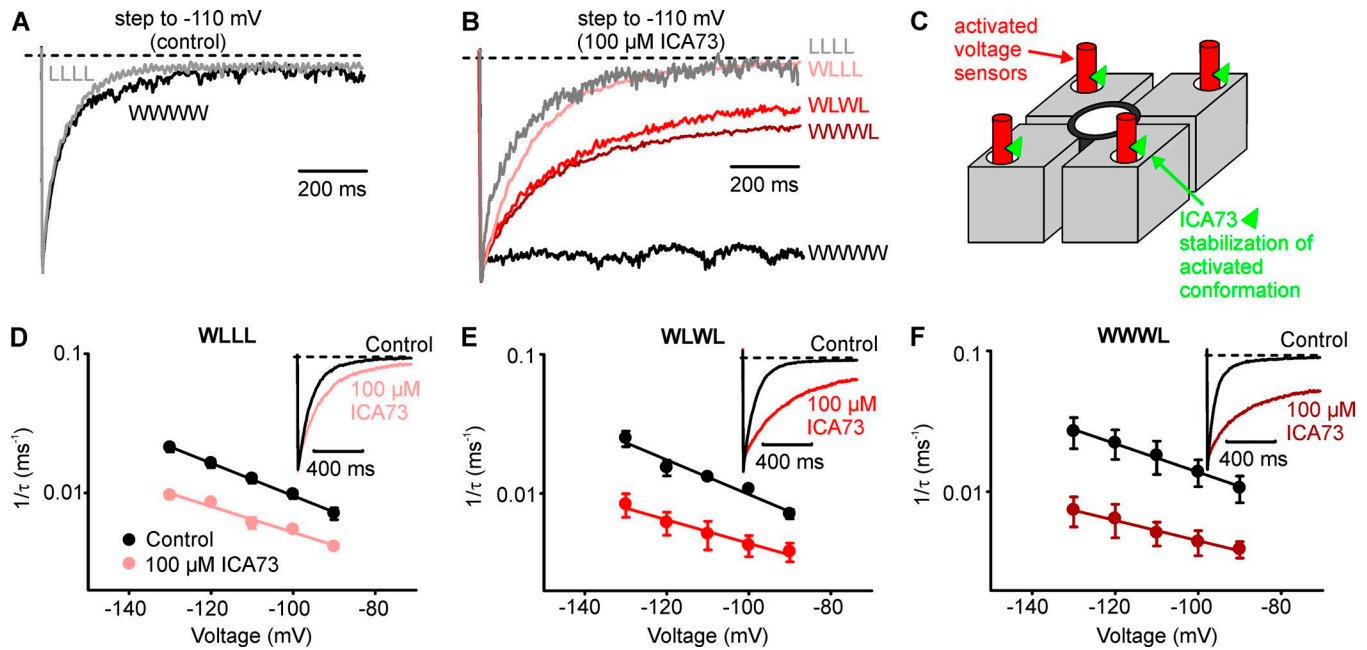 A
step to -110 mV
(control)
LLLL
WWWW
200 ms
B
step to -110 mV
(100 µM ICA73)
LLLL
WLLL
WLWL
WWWL
200 ms
WWWW
C
activated
voltage
sensors
ICA73
stabilization of
activated
conformation
D
WLLL
0.1
0.01
1/τ (ms-1)
Control
100 µM
ICA73
400 ms
Control
100 µM ICA73
-140
-120
-100
-80
Voltage (mV)
E
WLWL
0.1
0.01
1/τ (ms-1)
Control
100 µM
ICA73
400 ms
-140
-120
-100
-80
Voltage (mV)
F
WWWL
0.1
0.01
1/τ (ms-1)
Control
100 µM
ICA73
400 ms
-140
-120
-100
-80
Voltage (mV)